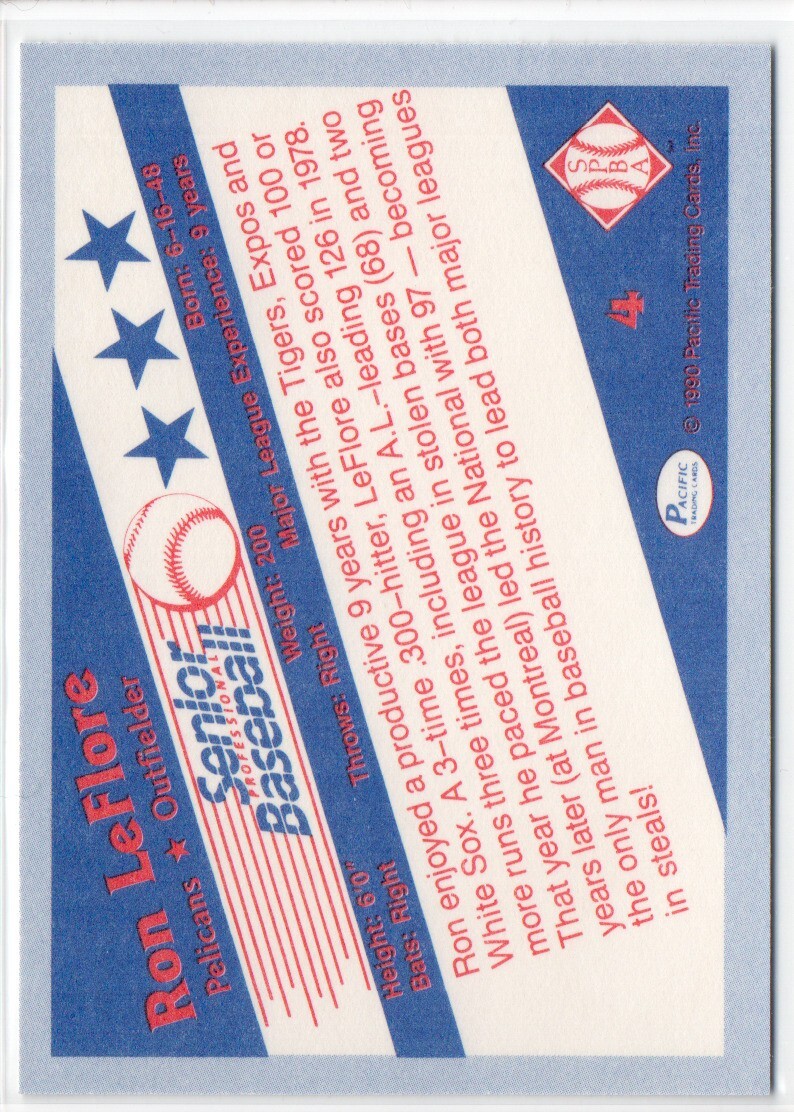 Ron LeFlore
Pelicans ★ Outfielder
Senior
PROFESSIONAL
Baseball
Height: 6'0" Weight: 200 Born: 6-16-48
Bats: Right Throws: Right Major League Experience: 9 years
Ron enjoyed a productive 9 years with the Tigers, Expos and
White Sox. A 3-time .300-hitter, LeFlore also scored 100 or
more runs three times, including an A.L.-leading (68) and two
That year he paced the league in stolen bases 126 in 1978.
years later (at Montreal) led the National with 97 — becoming
the only man in baseball history to lead both major leagues
in steals!
4
SPBA
PACIFIC
TRADING CARDS
© 1990 Pacific Trading Cards, Inc.